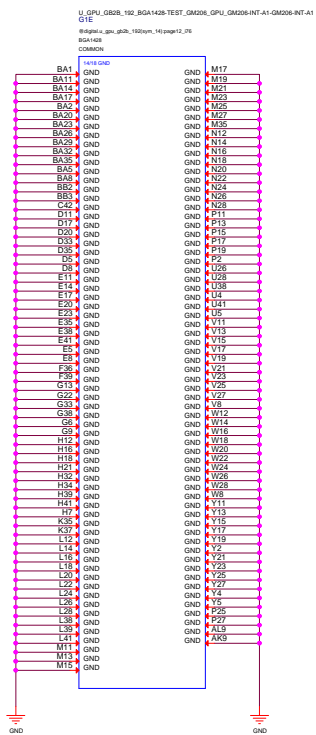 U_GPU_GB2B_192_BGA1428-TEST_GM206_GPU_GM206-INT-A1-GM206-INT-A1
G1E
@digital.u_gpu_gb2b_192(sym_14):page12_i76
BGA1428
COMMON
14/16 GND
BA1 GND GND M17
BA11 GND GND M19
BA14 GND GND M21
BA17 GND GND M23
BA2 GND GND M25
BA20 GND GND M27
BA23 GND GND M35
BA26 GND GND N12
BA29 GND GND N14
BA32 GND GND N16
BA35 GND GND N18
BA5 GND GND N20
BA8 GND GND N22
BB2 GND GND N24
BB3 GND GND N26
C42 GND GND N28
D11 GND GND P11
D17 GND GND P13
D20 GND GND P15
D33 GND GND P17
D35 GND GND P19
D5 GND GND P2
D8 GND GND U26
E11 GND GND U28
E14 GND GND U38
E17 GND GND U4
E20 GND GND U41
E23 GND GND U5
E35 GND GND V11
E38 GND GND V13
E41 GND GND V15
E5 GND GND V17
E8 GND GND V19
F36 GND GND V21
F39 GND GND V23
G13 GND GND V25
G22 GND GND V27
G33 GND GND V8
G38 GND GND W12
G6 GND GND W14
G9 GND GND W16
H12 GND GND W18
H16 GND GND W20
H18 GND GND W22
H21 GND GND W24
H32 GND GND W26
H34 GND GND W28
H39 GND GND W8
H41 GND GND Y11
H7 GND GND Y13
K35 GND GND Y15
K37 GND GND Y17
L12 GND GND Y19
L14 GND GND Y2
L16 GND GND Y21
L18 GND GND Y23
L20 GND GND Y25
L22 GND GND Y27
L24 GND GND Y4
L26 GND GND Y5
L28 GND GND P25
L38 GND GND P27
L39 GND GND AL9
L41 GND GND AK9
M11 GND
M13 GND
M15 GND
GND GND